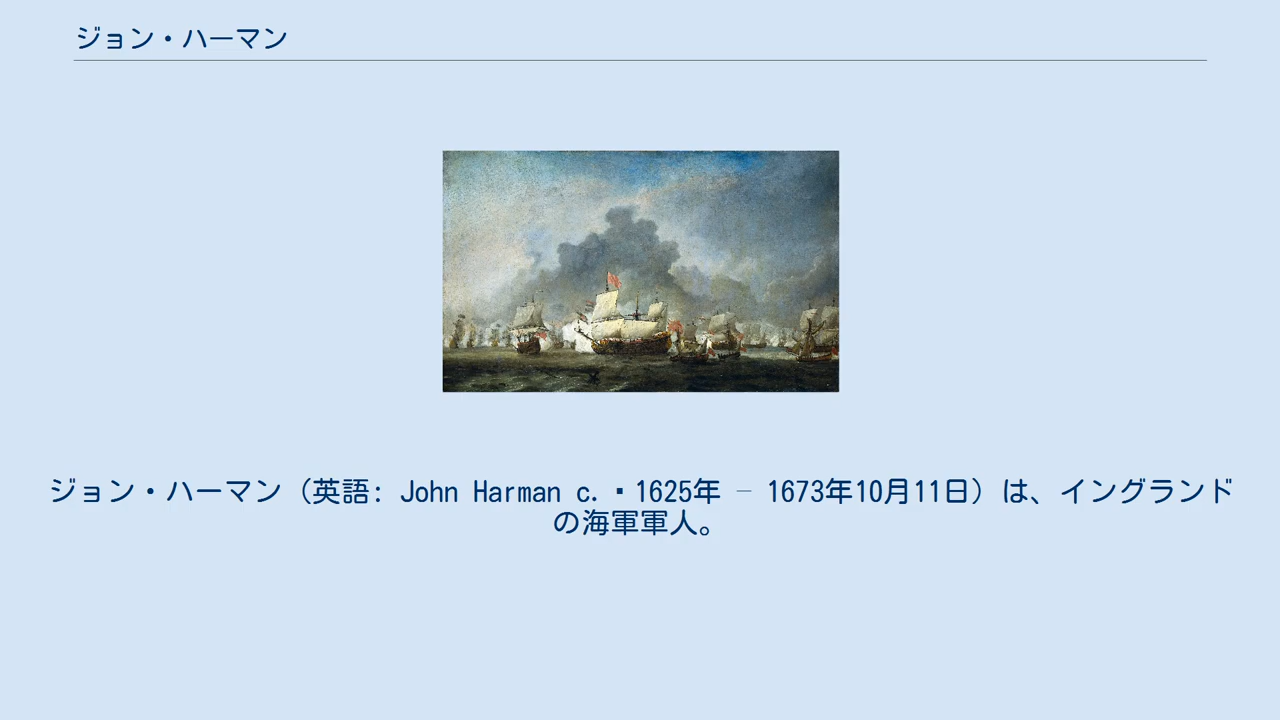 ジョン・ハーマン
ジョン・ハーマン（英語: John Harman c. ▪1625年 – 1673年10月11日）は、イングランド
の海軍軍人。